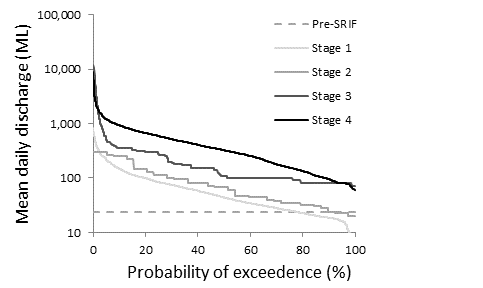 100,000
10,000
1,000
100
10
Mean daily discharge (ML)
Pre-SRIF
Stage 1
Stage 2
Stage 3
Stage 4
0 20 40 60 80 100
Probability of exceedence (%)